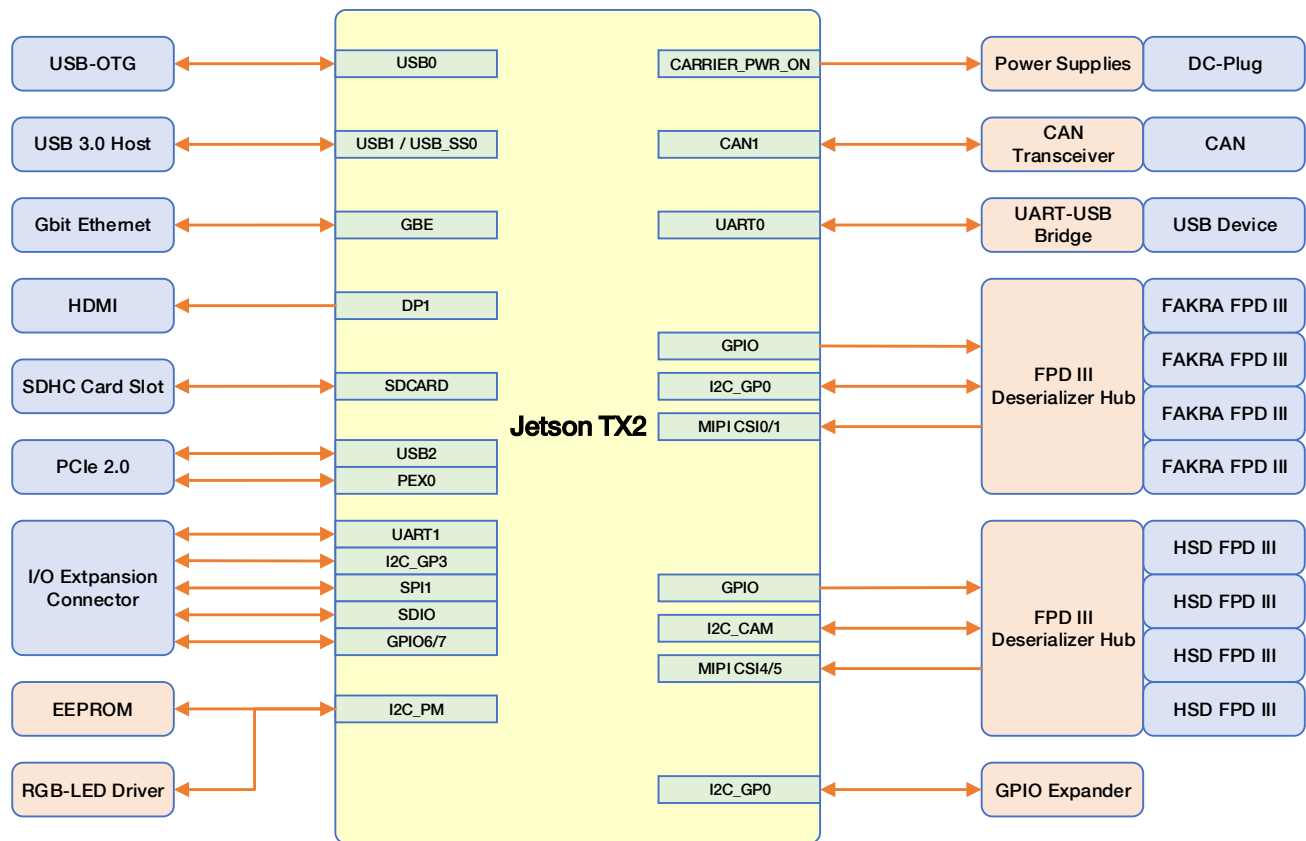 USB-OTG
USB0
CARRIER_PWR_ON
Power Supplies
DC-Plug
USB 3.0 Host
USB1 / USB_SS0
CAN1
CAN
Transceiver
CAN
Gbit Ethernet
GBE
UART0
UART-USB
Bridge
USB Device
HDMI
DP1
GPIO
I2C_GP0
MIPI CSI0/1
FPD III
Deserializer Hub
FAKRA FPD III
FAKRA FPD III
FAKRA FPD III
FAKRA FPD III
SDHC Card Slot
SDCARD
Jetson TX2
PCIe 2.0
USB2
PEX0
I/O Extpansion
Connector
UART1
I2C_GP3
SPI1
SDIO
GPIO6/7
GPIO
I2C_CAM
MIPI CSI4/5
FPD III
Deserializer Hub
HSD FPD III
HSD FPD III
HSD FPD III
HSD FPD III
EEPROM
I2C_PM
RGB-LED Driver
I2C_GP0
GPIO Expander